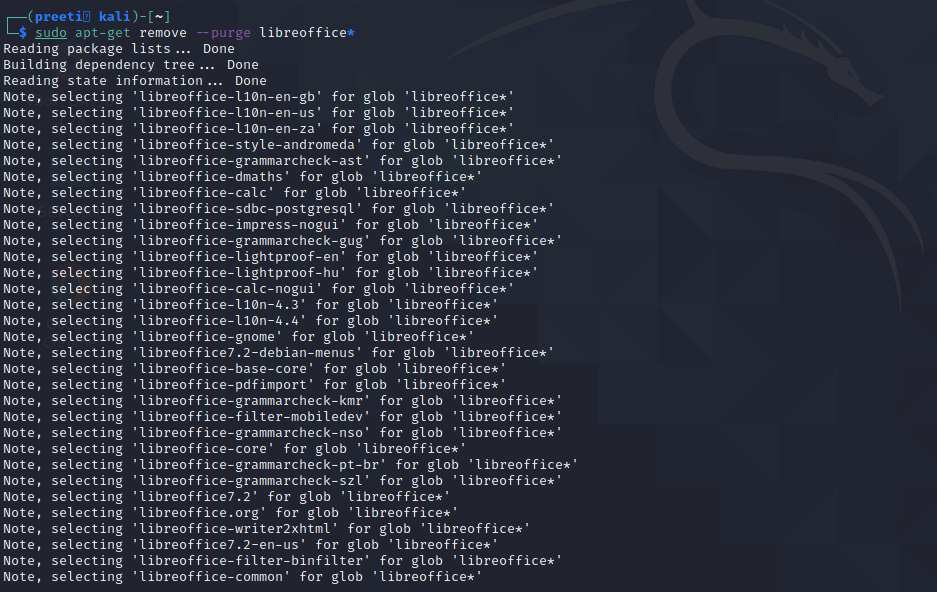 ┌──(preeti㉿ kali)-[~]
└─$ sudo apt-get remove --purge libreoffice*
Reading package lists... Done
Building dependency tree... Done
Reading state information... Done
Note, selecting 'libreoffice-l10n-en-gb' for glob 'libreoffice*'
Note, selecting 'libreoffice-l10n-en-us' for glob 'libreoffice*'
Note, selecting 'libreoffice-l10n-en-za' for glob 'libreoffice*'
Note, selecting 'libreoffice-style-andromeda' for glob 'libreoffice*'
Note, selecting 'libreoffice-grammarcheck-ast' for glob 'libreoffice*'
Note, selecting 'libreoffice-dmaths' for glob 'libreoffice*'
Note, selecting 'libreoffice-calc' for glob 'libreoffice*'
Note, selecting 'libreoffice-sdbc-postgresql' for glob 'libreoffice*'
Note, selecting 'libreoffice-impress-nogui' for glob 'libreoffice*'
Note, selecting 'libreoffice-grammarcheck-gug' for glob 'libreoffice*'
Note, selecting 'libreoffice-lightproof-en' for glob 'libreoffice*'
Note, selecting 'libreoffice-lightproof-hu' for glob 'libreoffice*'
Note, selecting 'libreoffice-calc-nogui' for glob 'libreoffice*'
Note, selecting 'libreoffice-l10n-4.3' for glob 'libreoffice*'
Note, selecting 'libreoffice-l10n-4.4' for glob 'libreoffice*'
Note, selecting 'libreoffice-gnome' for glob 'libreoffice*'
Note, selecting 'libreoffice7.2-debian-menus' for glob 'libreoffice*'
Note, selecting 'libreoffice-base-core' for glob 'libreoffice*'
Note, selecting 'libreoffice-pdfimport' for glob 'libreoffice*'
Note, selecting 'libreoffice-grammarcheck-kmr' for glob 'libreoffice*'
Note, selecting 'libreoffice-filter-mobiledev' for glob 'libreoffice*'
Note, selecting 'libreoffice-grammarcheck-nso' for glob 'libreoffice*'
Note, selecting 'libreoffice-core' for glob 'libreoffice*'
Note, selecting 'libreoffice-grammarcheck-pt-br' for glob 'libreoffice*'
Note, selecting 'libreoffice-grammarcheck-szl' for glob 'libreoffice*'
Note, selecting 'libreoffice7.2' for glob 'libreoffice*'
Note, selecting 'libreoffice.org' for glob 'libreoffice*'
Note, selecting 'libreoffice-writer2xhtml' for glob 'libreoffice*'
Note, selecting 'libreoffice7.2-en-us' for glob 'libreoffice*'
Note, selecting 'libreoffice-filter-binfilter' for glob 'libreoffice*'
Note, selecting 'libreoffice-common' for glob 'libreoffice*'